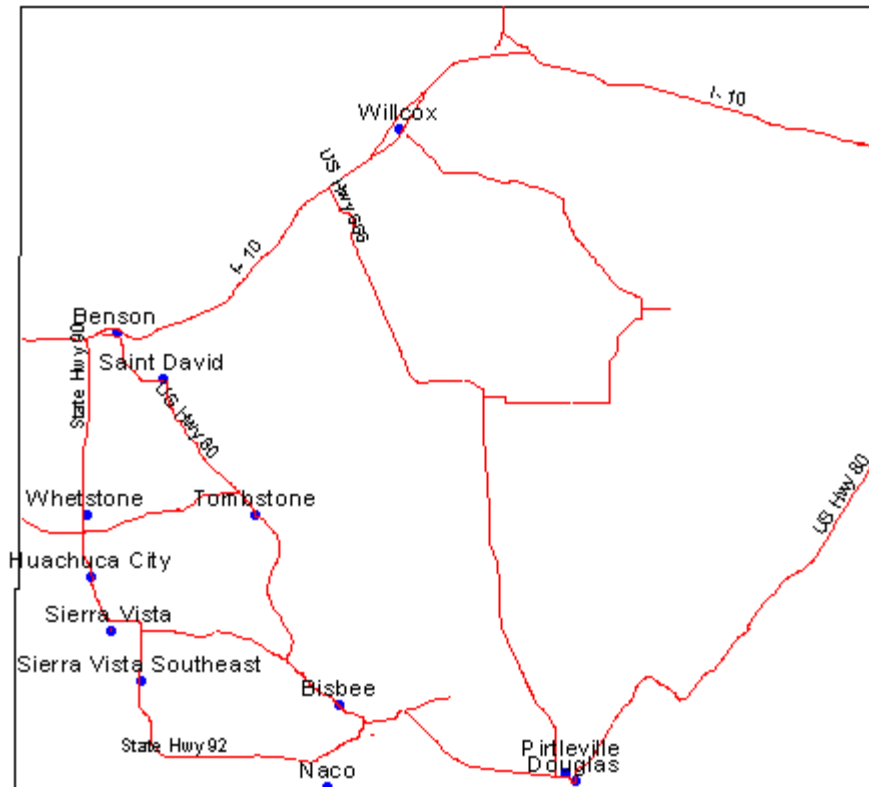 I- 10
Willcox
US Hwy 666
I- 10
Benson
State Hwy 90
Saint David
US Hwy 80
Whetstone
Tombstone
US Hwy 80
Huachuca City
Sierra Vista
Sierra Vista Southeast
Bisbee
State Hwy 92
Pirtleville
Douglas
Naco